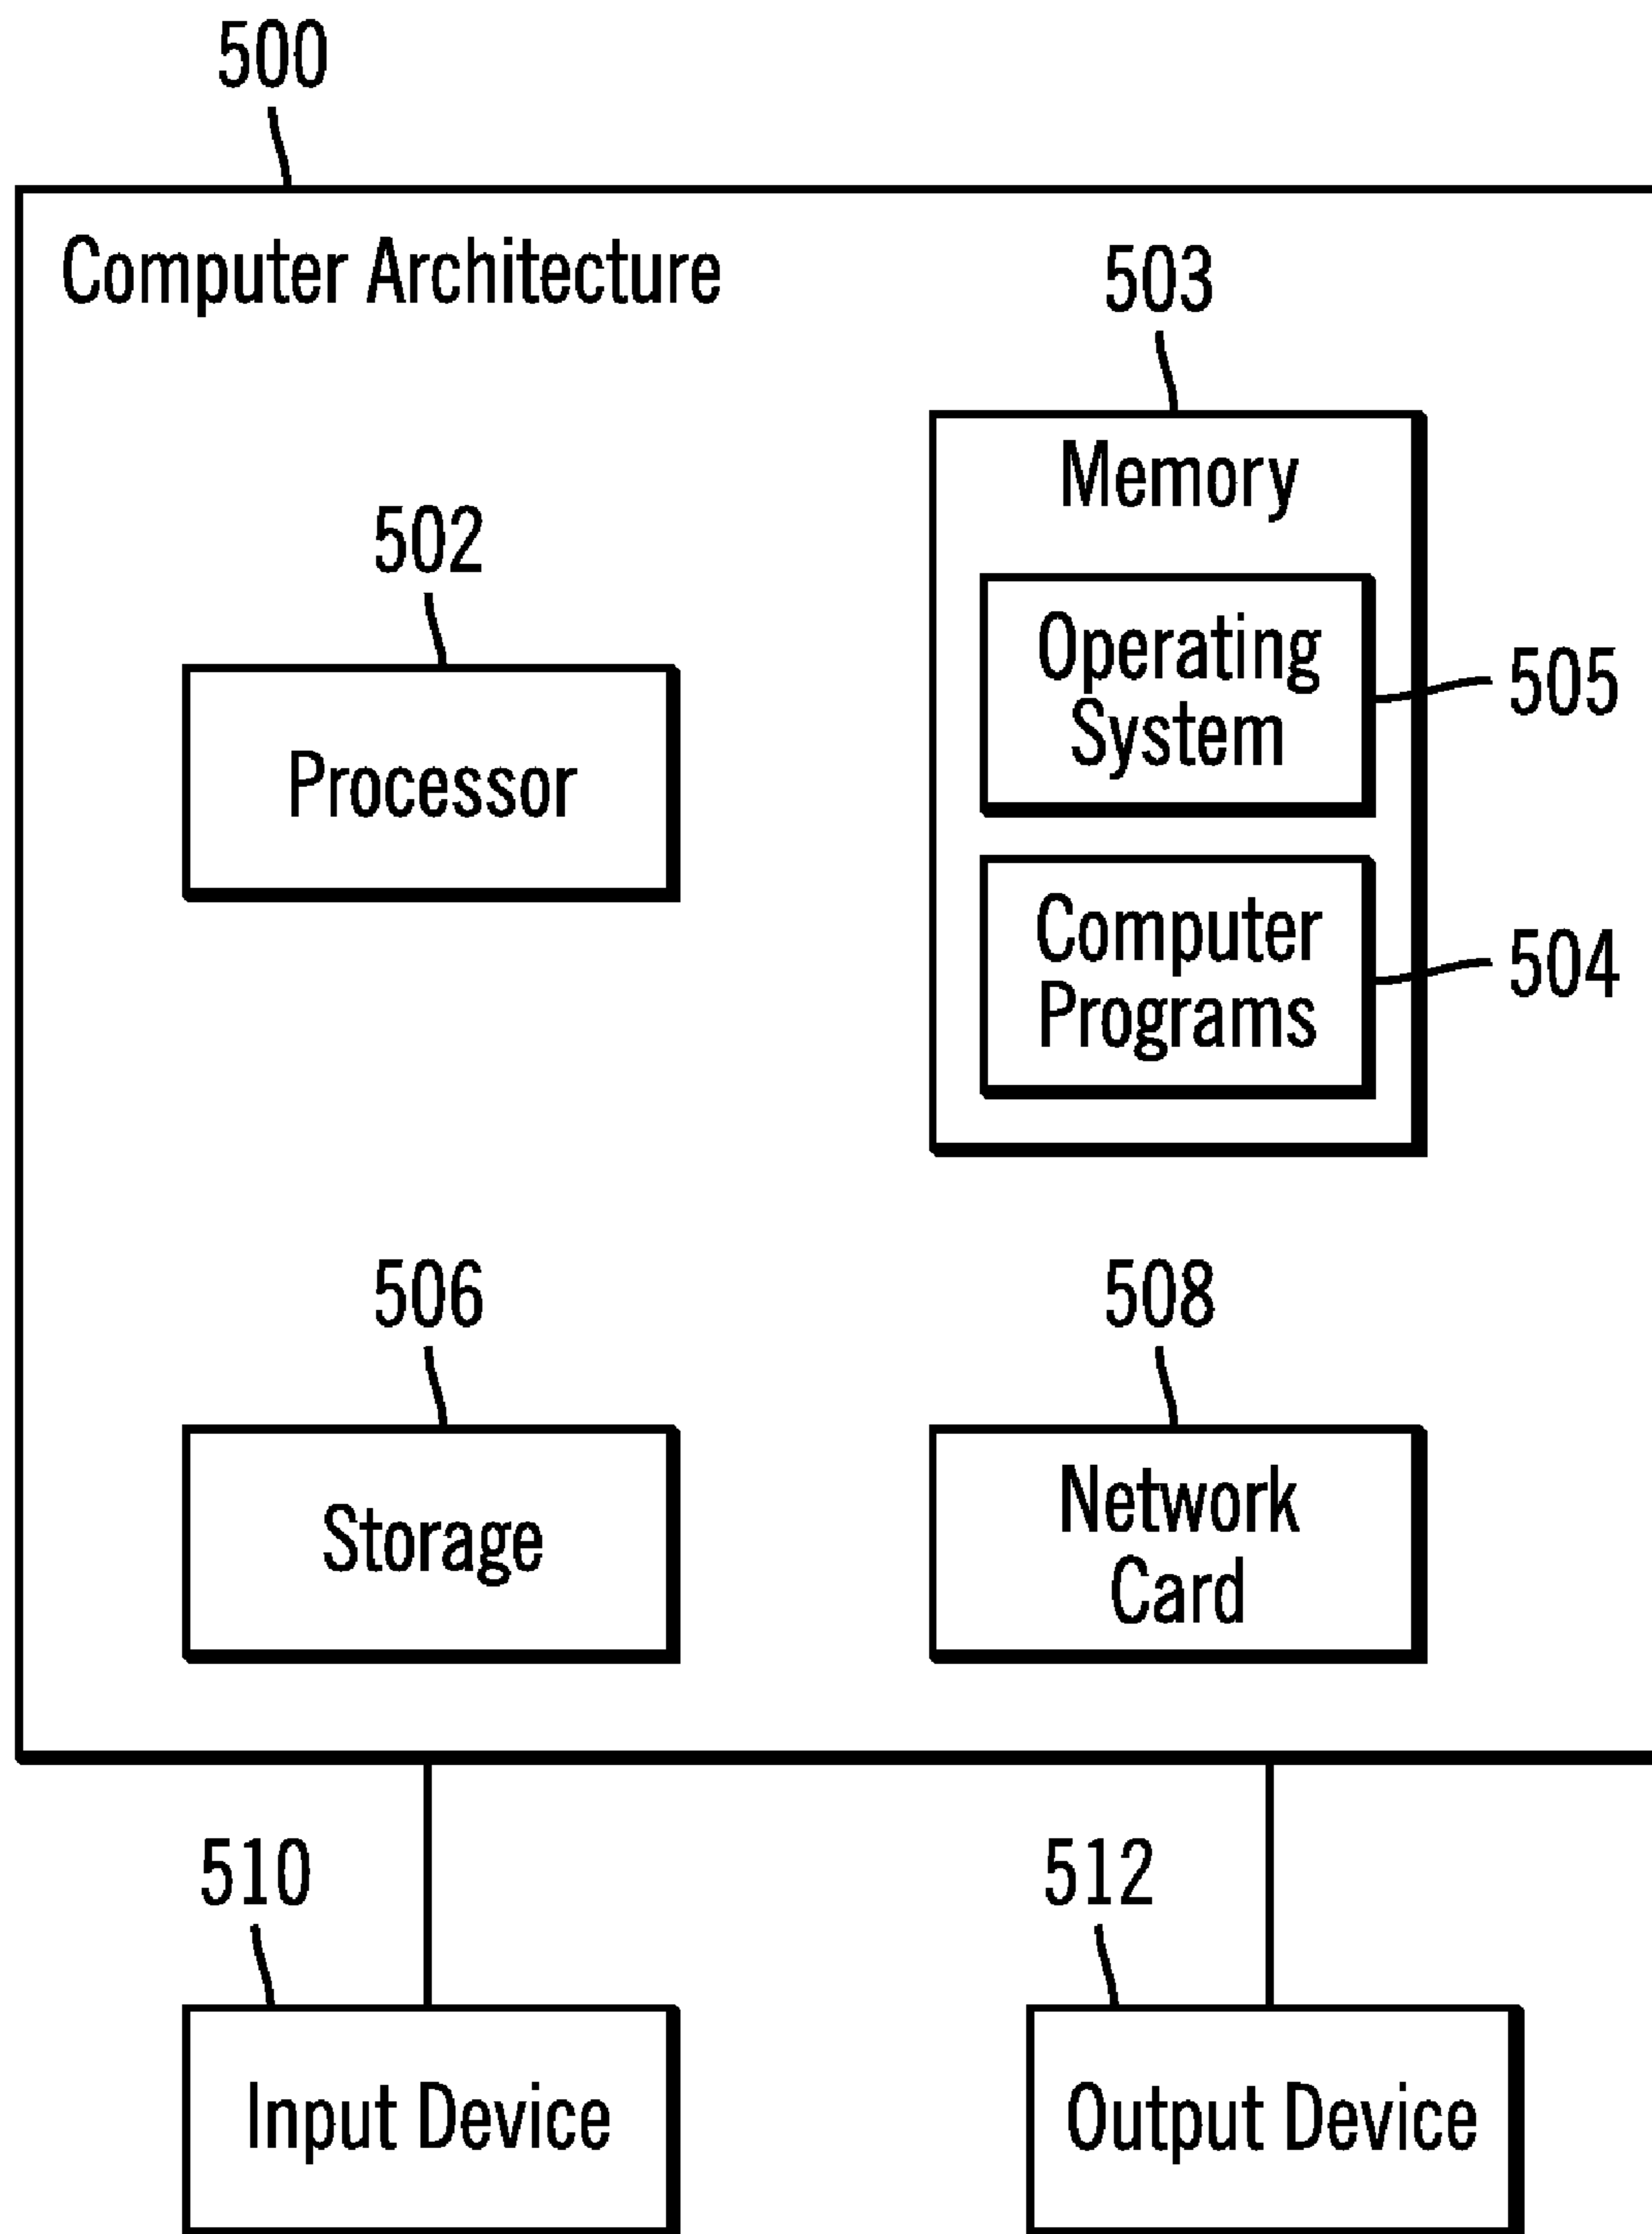 500
Computer Architecture
503
Memory
502
Operating
System
505
Processor
Computer
Programs
504
506
508
Storage
Network
Card
510
512
Input Device
Output Device